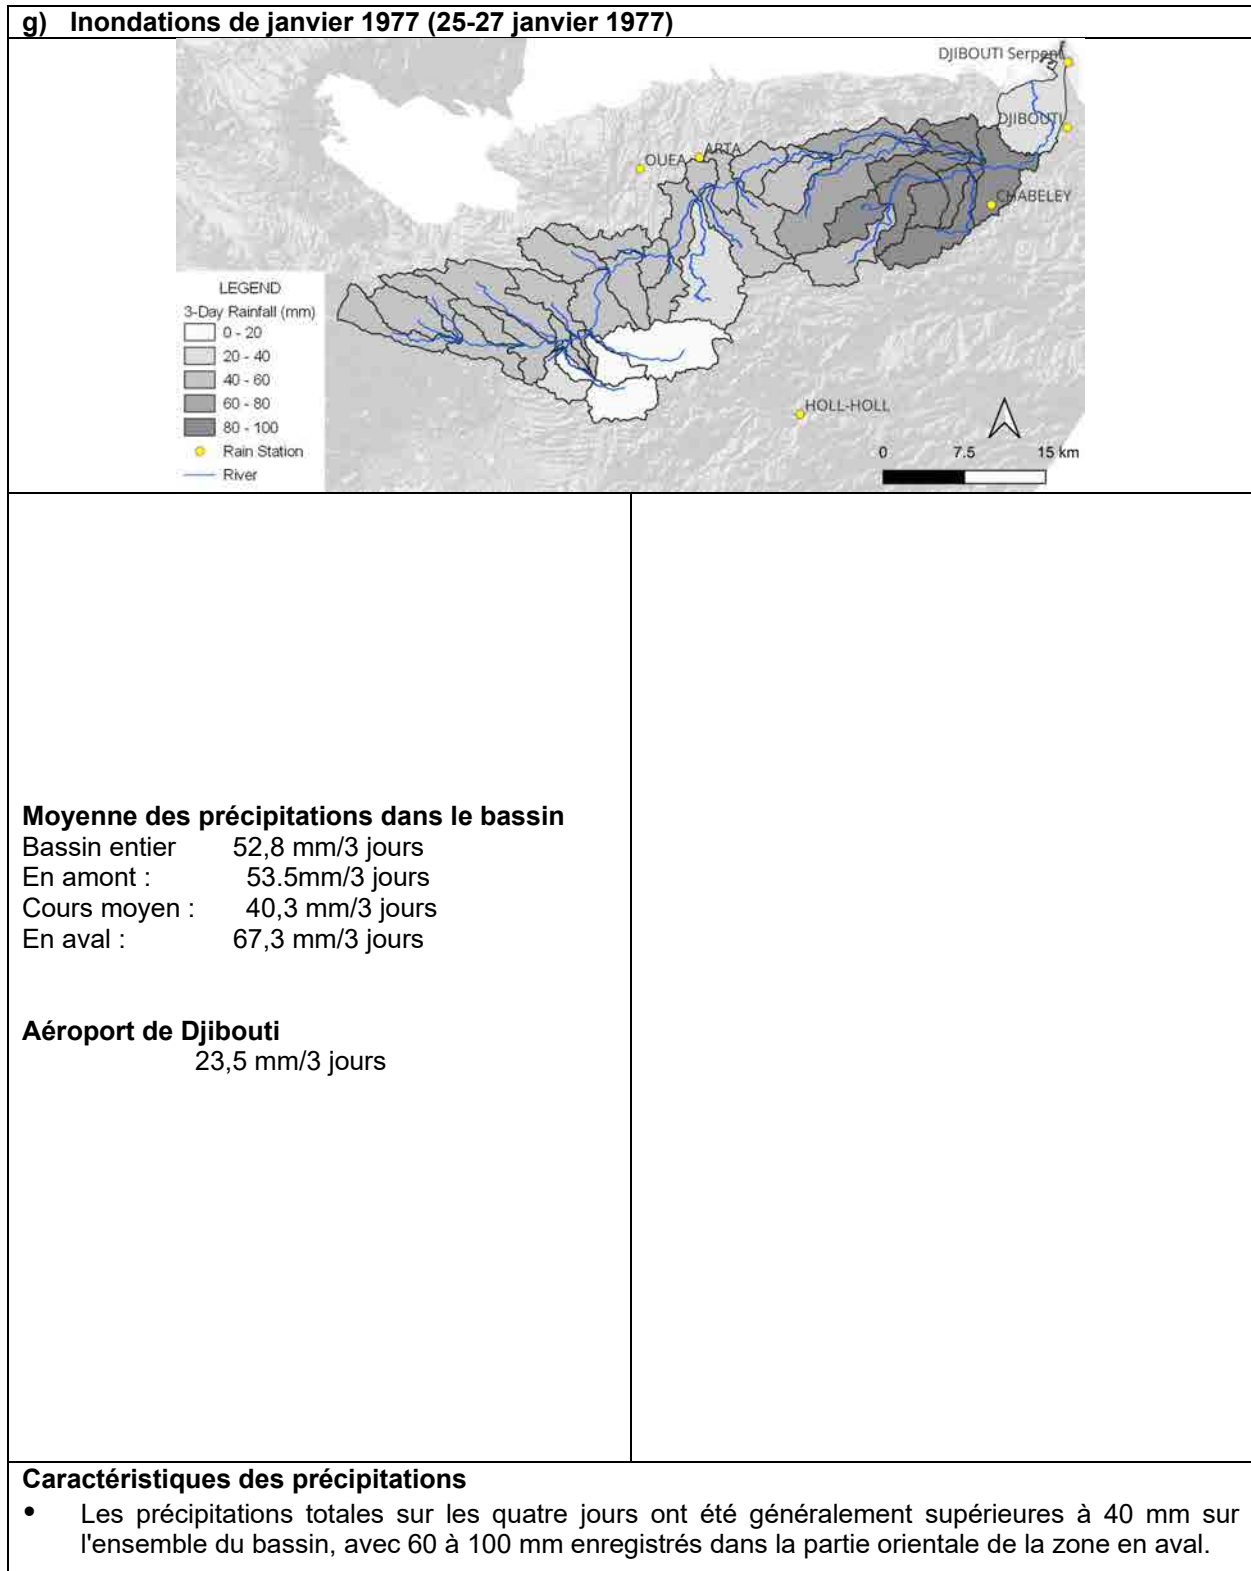 g) Inondations de janvier 1977 (25-27 janvier 1977)
DJIBOUTI Serpent
DJIBOUTI
OUEA
ARTA
CHABELEY
LEGEND
3-Day Rainfall (mm)
0 - 20
20 - 40
40 - 60
60 - 80
80 - 100
Rain Station
River
HOLL-HOLL
0 7.5 15 km
Moyenne des précipitations dans le bassin
Bassin entier 52,8 mm/3 jours
En amont : 53.5mm/3 jours
Cours moyen : 40,3 mm/3 jours
En aval : 67,3 mm/3 jours
Aéroport de Djibouti
23,5 mm/3 jours
Caractéristiques des précipitations
• Les précipitations totales sur les quatre jours ont été généralement supérieures à 40 mm sur
l'ensemble du bassin, avec 60 à 100 mm enregistrés dans la partie orientale de la zone en aval.